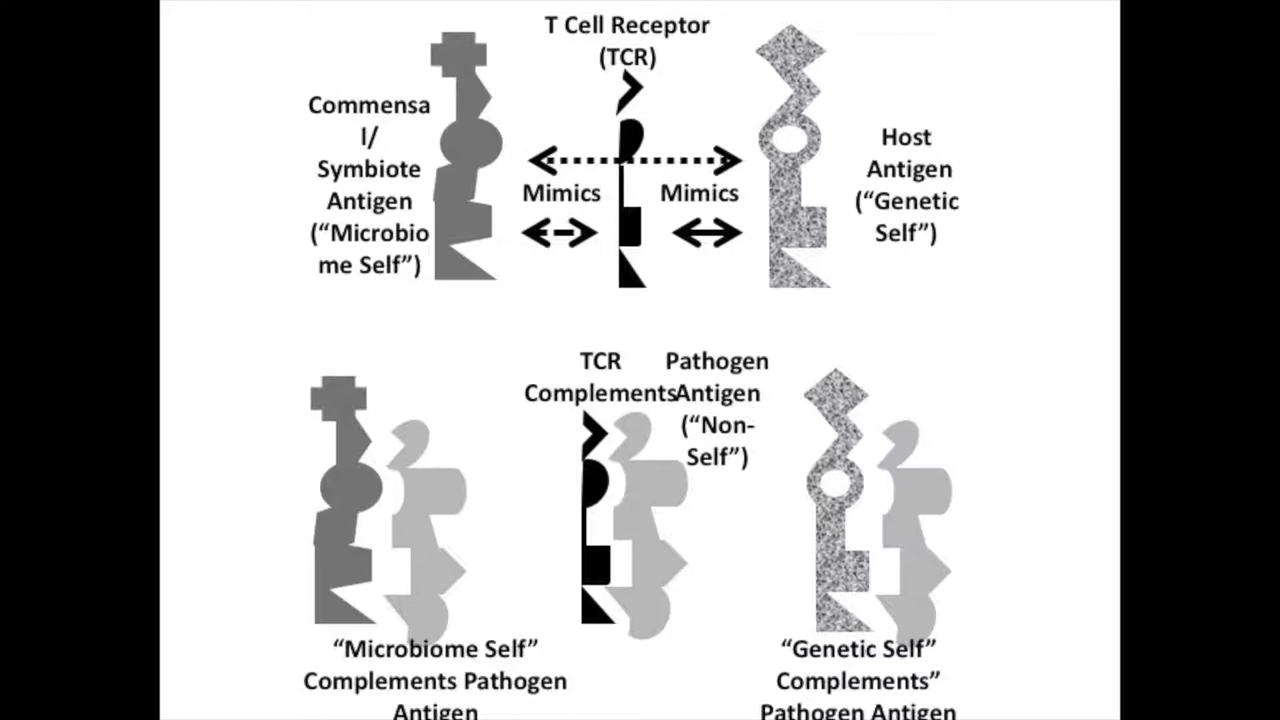 T Cell Receptor
(TCR)
Commensa
l/
Symbiote
Antigen
(“Microbio
me Self”)
Mimics
Mimics
Host
Antigen
(“Genetic
Self”)
TCR
Complements
Pathogen
Antigen
(“Non-
Self”)
“Microbiome Self”
Complements Pathogen
Antigen
“Genetic Self”
Complements”
Pathogen Antigen